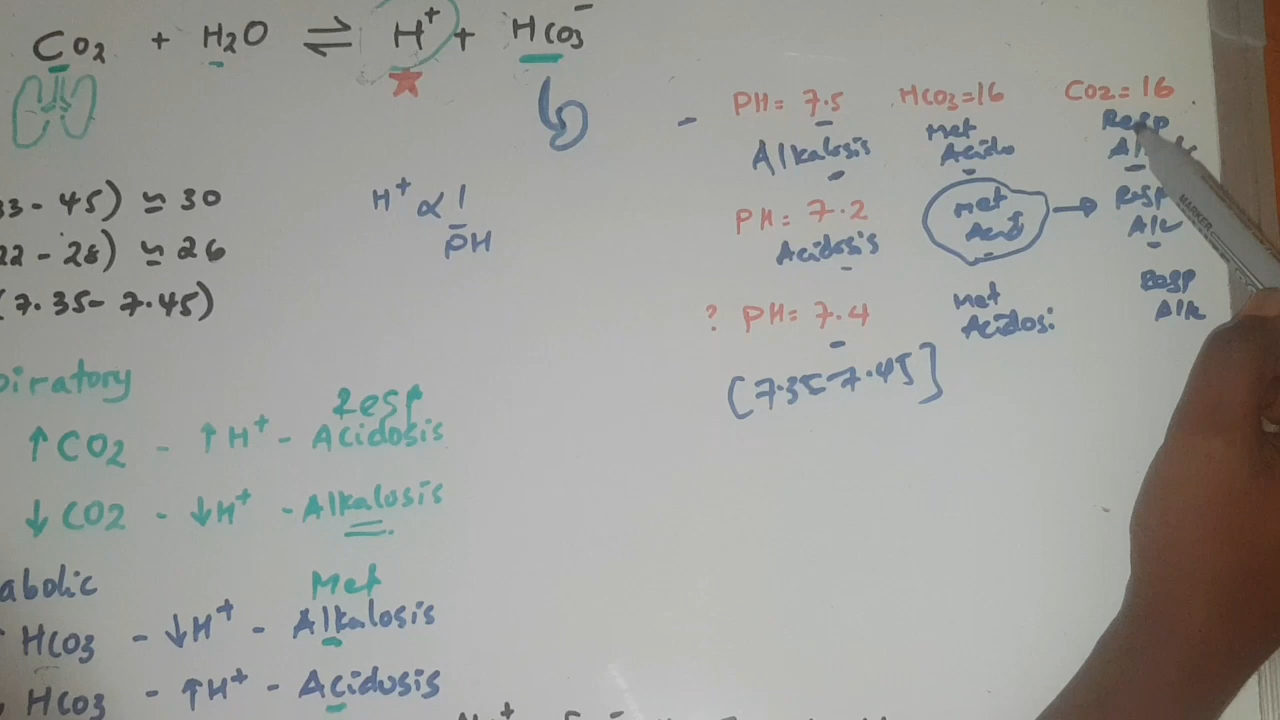 CO2 + H2O ⇌ H+ + HCO3-
PH = 7.5 HCO3=16 CO2 = 16
Alkalosis Met Acido Resp
33 - 45) ≃ 30
22 - 28) ≃ 26
(7.35- 7.45)
H+ ∝ 1
PH
PH = 7.2 Met Acid → Resp Alk
Acidosis
? PH= 7.4 Met Acidosi Resp Alk
(7.35-7.45]
piratory
Resp
↑CO2 - ↑H+ - Acidosis
↓CO2 - ↓H+ - Alkalosis
abolic Met
HCO3 - ↓H+ - Alkalosis
HCO3 - ↑H+ - Acidosis
MARKER